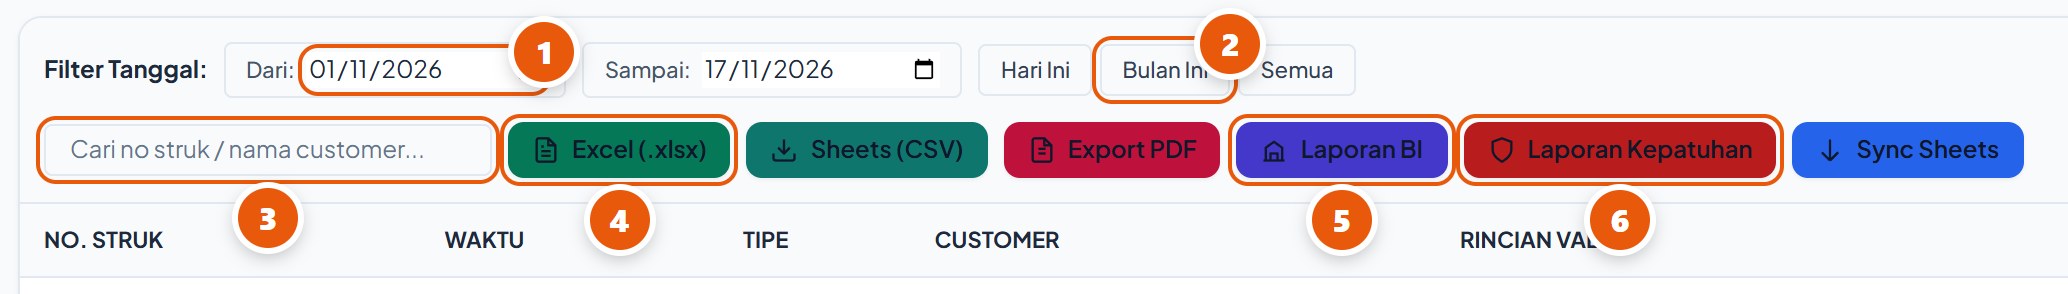 Filter Tanggal: Dari: 01/11/2026 1 Sampai: 17/11/2026 Hari Ini Bulan Ini 2 Semua
Cari no struk / nama customer... Excel (.xlsx) Sheets (CSV) Export PDF Laporan BI Laporan Kepatuhan Sync Sheets
3 4 5 6
NO. STRUK WAKTU TIPE CUSTOMER RINCIAN